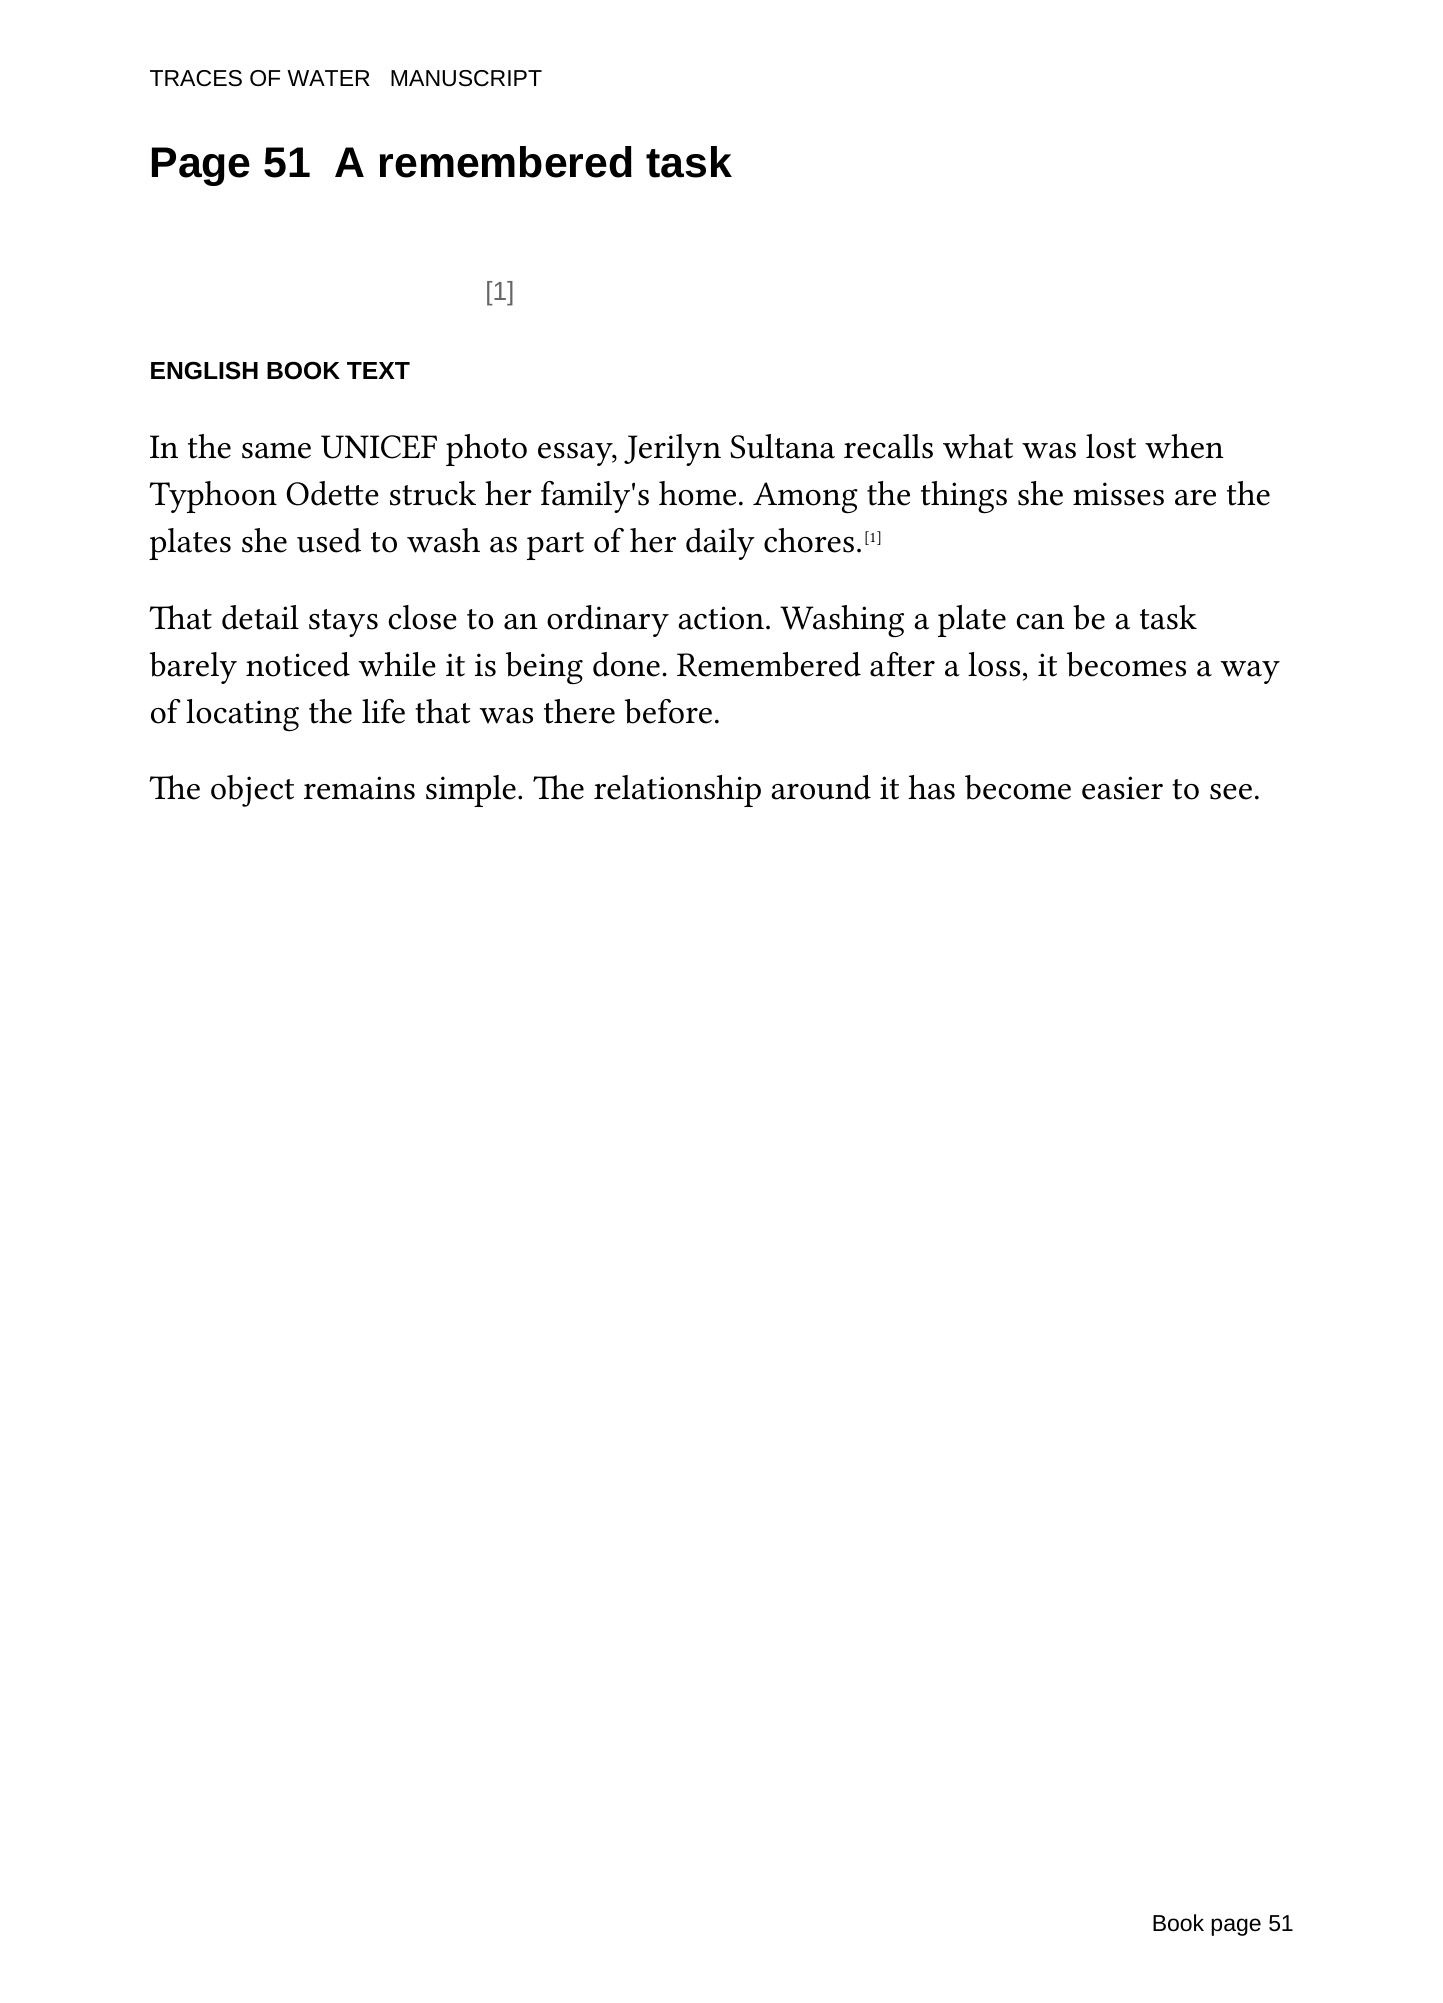 TRACES OF WATER   MANUSCRIPT
Page 51  A remembered task
[1]
ENGLISH BOOK TEXT
In the same UNICEF photo essay, Jerilyn Sultana recalls what was lost when
Typhoon Odette struck her family's home. Among the things she misses are the
plates she used to wash as part of her daily chores.[1]
That detail stays close to an ordinary action. Washing a plate can be a task
barely noticed while it is being done. Remembered after a loss, it becomes a way
of locating the life that was there before.
The object remains simple. The relationship around it has become easier to see.
Book page 51